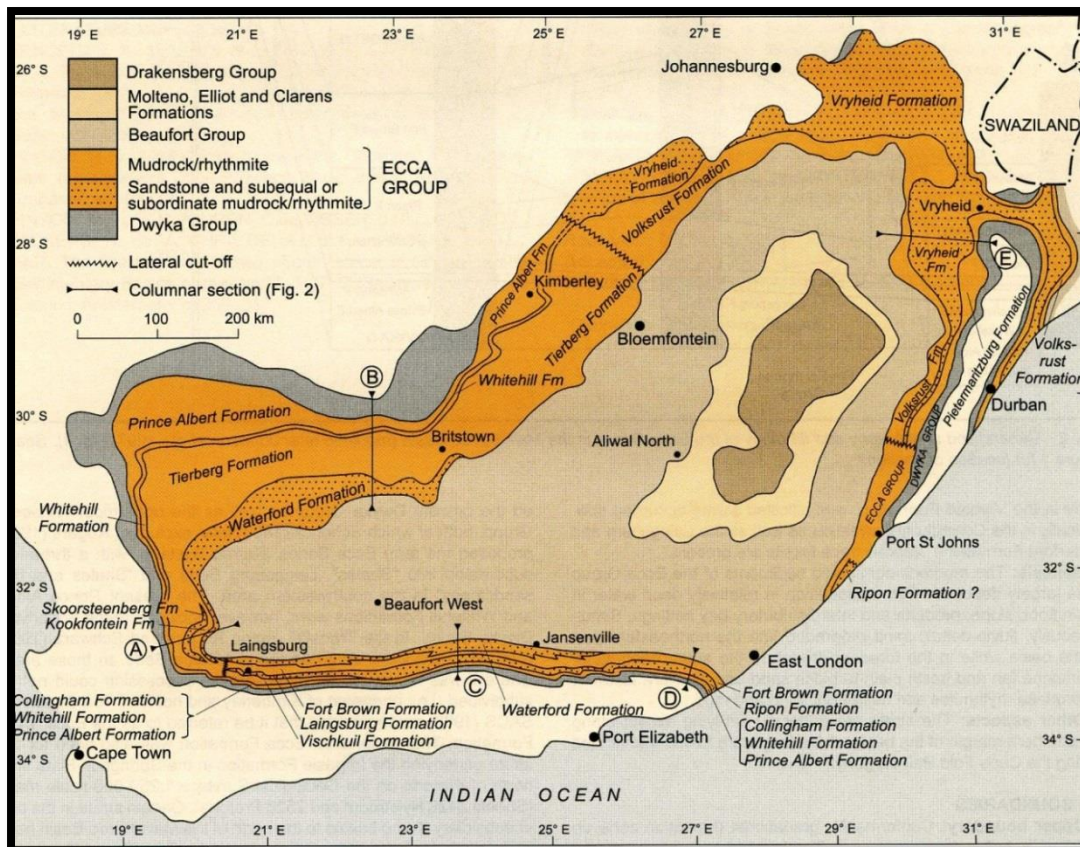 19° E
21° E
23° E
25° E
27° E
29° E
31° E
26° S
28° S
30° S
32° S
34° S
Drakensberg Group
Molteno, Elliot and Clarens
Formations
Beaufort Group
Mudrock/rhythmite
Sandstone and subequal or
subordinate mudrock/rhythmite
ECCA
GROUP
Dwyka Group
Lateral cut-off
Columnar section (Fig. 2)
0 100 200 km
Johannesburg
Vryheid Formation
SWAZILAND
Vryheid
Formation
Volksrust Formation
Vryheid
Vryheid
Fm
E
Prince Albert Fm
Kimberley
Tierberg Formation
Bloemfontein
Whitehill Fm
Pietermaritzburg Formation
Volks-
rust
Formation
Volksrust Fm
DWYKA GROUP
Durban
B
Prince Albert Formation
Britstown
Tierberg Formation
Aliwal North
ECCA GROUP
Waterford Formation
Whitehill
Formation
Port St Johns
32° S
Ripon Formation ?
Skoorsteenberg Fm
Kookfontein Fm
Beaufort West
A
Laingsburg
Jansenville
C
D
East London
Collingham Formation
Whitehill Formation
Prince Albert Formation
Fort Brown Formation
Laingsburg Formation
Vischkuil Formation
Waterford Formation
Fort Brown Formation
Ripon Formation
Collingham Formation
Whitehill Formation
Prince Albert Formation
Port Elizabeth
Cape Town
34° S
INDIAN OCEAN
19° E
21° E
23° E
25° E
27° E
29° E
31° E